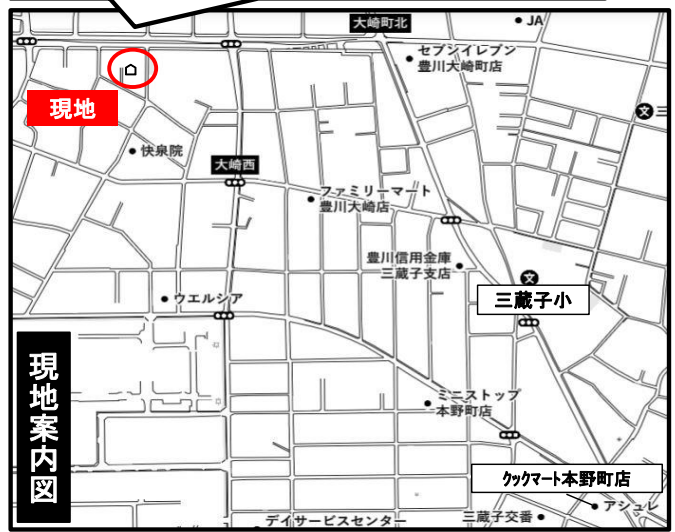 大崎町北
JA
セブンイレブン
豊川大崎町店
現地
文
三
快泉院
大崎西
ファミリーマート
豊川大崎店
豊川信用金庫
三蔵子支店
文
三蔵子小
ウエルシア
現地案内図
ミニストップ
本野町店
クックマート本野町店
アシュレ
三蔵子交番
デイサービスセンター